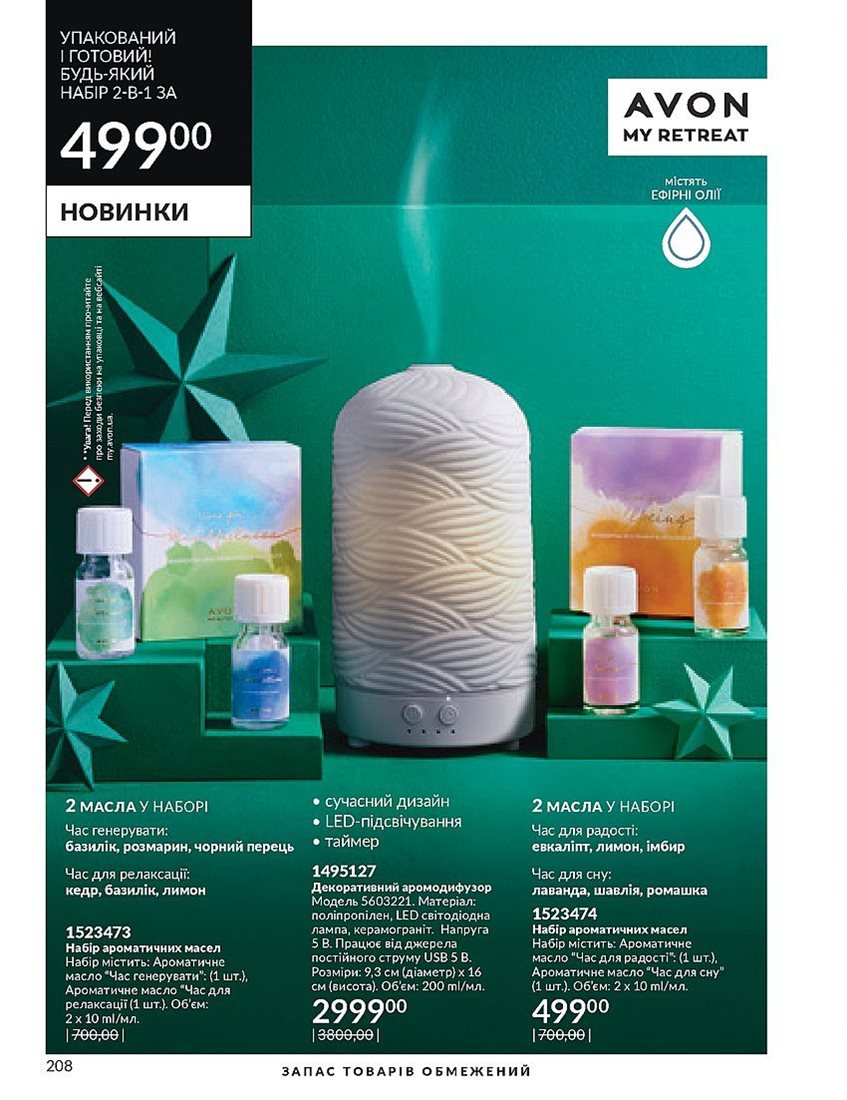 УПАКОВАНИЙ
І ГОТОВИЙ!
БУДЬ-ЯКИЙ
НАБІР 2-В-1 ЗА
499⁰⁰
НОВИНКИ
AVON
MY RETREAT
містять
ЕФІРНІ ОЛІЇ
• *Увага! Перед використанням прочитайте
про заходи безпеки на упаковці та на вебсайті
my.avon.ua.
AVON
2 МАСЛА У НАБОРІ
Час генерувати:
базилік, розмарин, чорний перець
Час для релаксації:
кедр, базилік, лимон
1523473
Набір ароматичних масел
Набір містить: Ароматичне
масло “Час генерувати”: (1 шт.),
Ароматичне масло “Час для
релаксації (1 шт.). Об’єм:
2 x 10 ml/мл.
|700,00|
• сучасний дизайн
• LED-підсвічування
• таймер
1495127
Декоративний аромодифузор
Модель 5603221. Матеріал:
поліпропілен, LED світодіодна
лампа, керамограніт. Напруга
5 В. Працює від джерела
постійного струму USB 5 В.
Розміри: 9,3 см (діаметр) x 16
см (висота). Об’єм: 200 ml/мл.
2999⁰⁰
|3800,00|
2 МАСЛА У НАБОРІ
Час для радості:
евкаліпт, лимон, імбир
Час для сну:
лаванда, шавлія, ромашка
1523474
Набір ароматичних масел
Набір містить: Ароматичне
масло “Час для радості”: (1 шт.),
Ароматичне масло “Час для сну”
(1 шт.). Об’єм: 2 x 10 ml/мл.
499⁰⁰
|700,00|
208
ЗАПАС ТОВАРІВ ОБМЕЖЕНИЙ